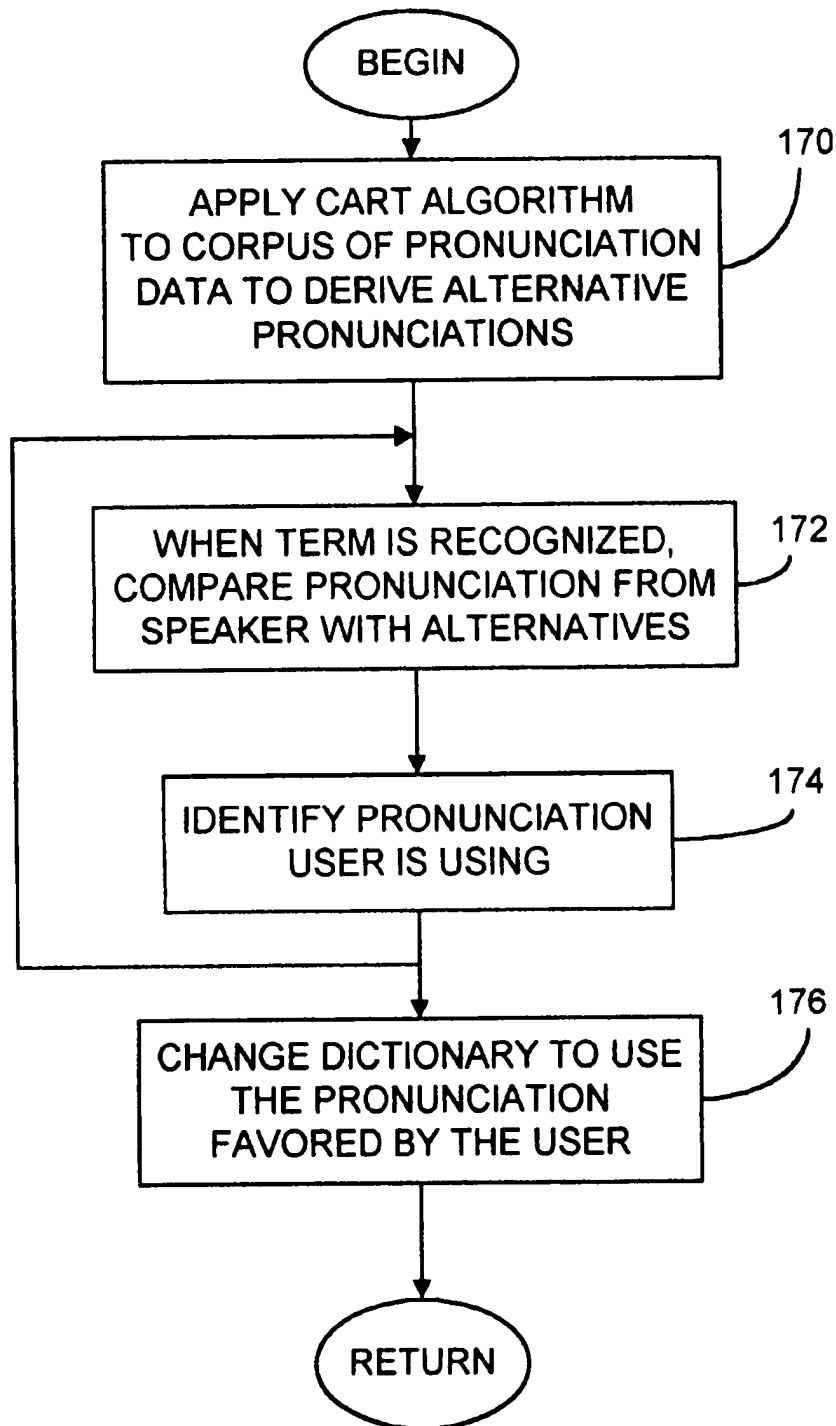 BEGIN
170
APPLY CART ALGORITHM
TO CORPUS OF PRONUNCIATION
DATA TO DERIVE ALTERNATIVE
PRONUNCIATIONS
172
WHEN TERM IS RECOGNIZED,
COMPARE PRONUNCIATION FROM
SPEAKER WITH ALTERNATIVES
174
IDENTIFY PRONUNCIATION
USER IS USING
176
CHANGE DICTIONARY TO USE
THE PRONUNCIATION
FAVORED BY THE USER
RETURN